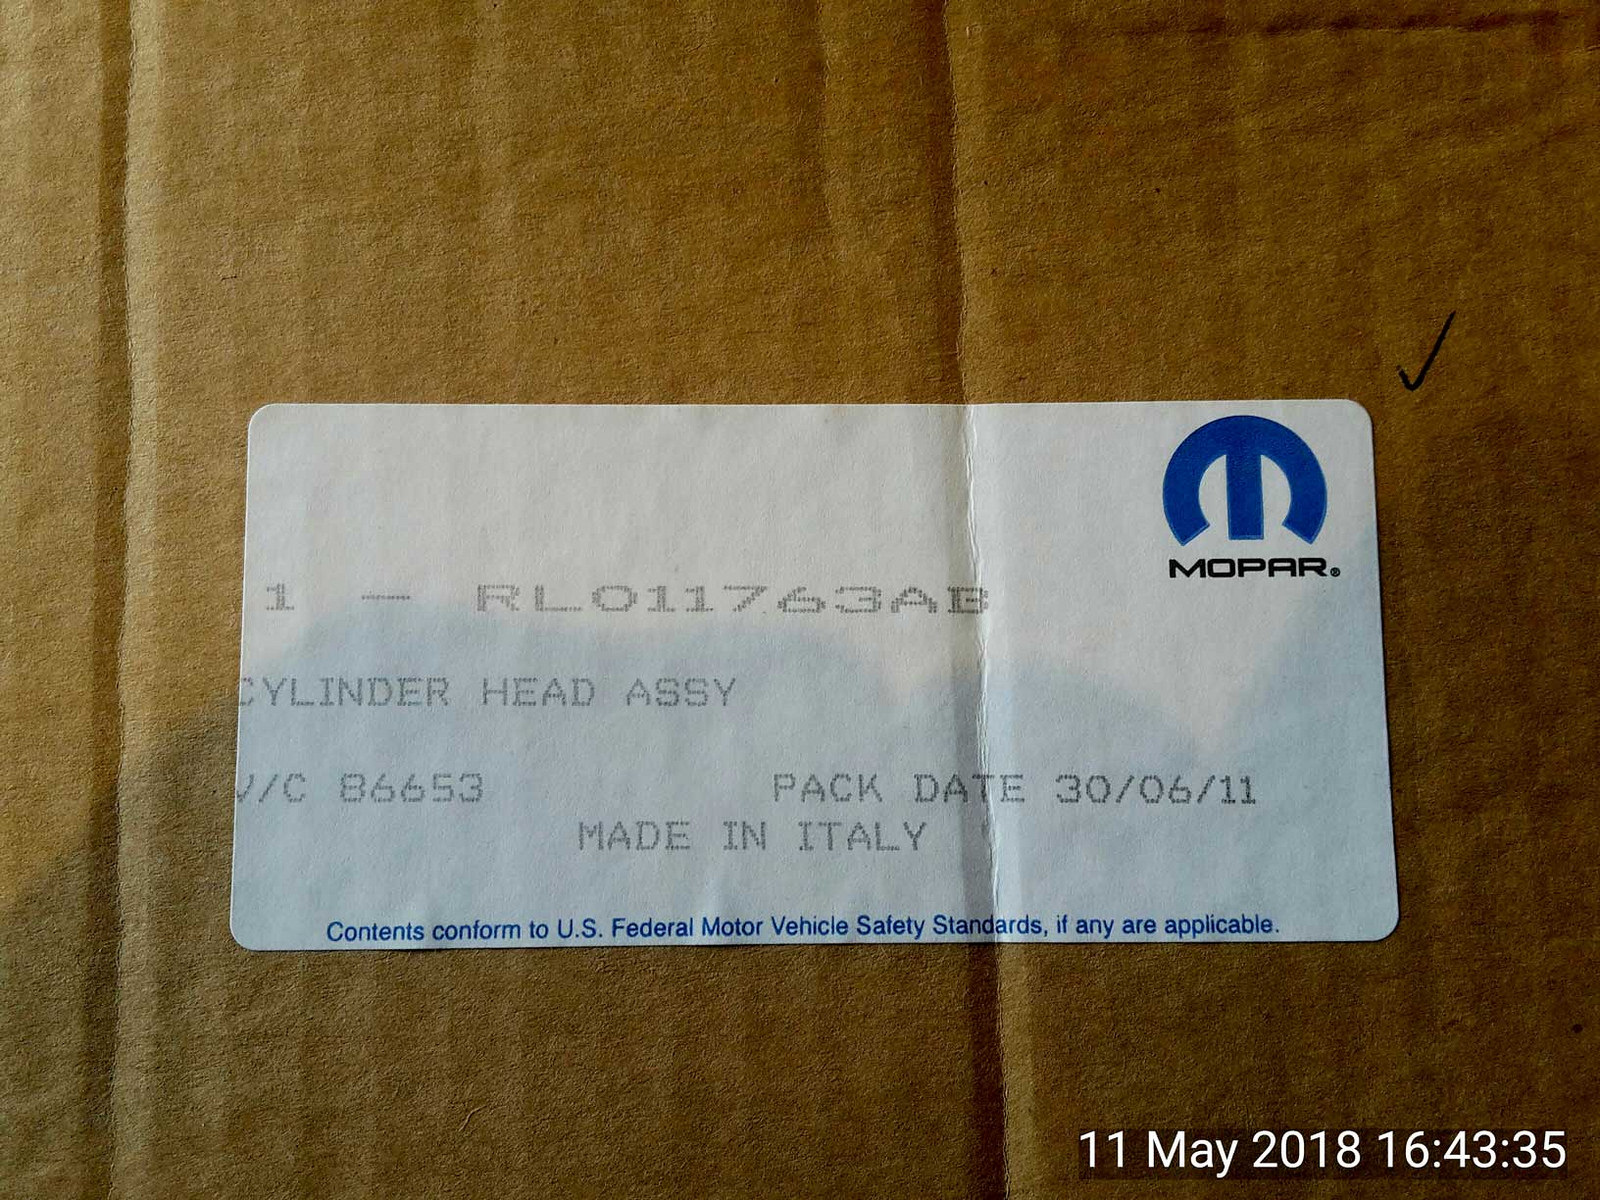 MOPAR®
1 - RL011763AB
CYLINDER HEAD ASSY
V/C 86653 PACK DATE 30/06/11
MADE IN ITALY
Contents conform to U.S. Federal Motor Vehicle Safety Standards, if any are applicable.
11 May 2018 16:43:35